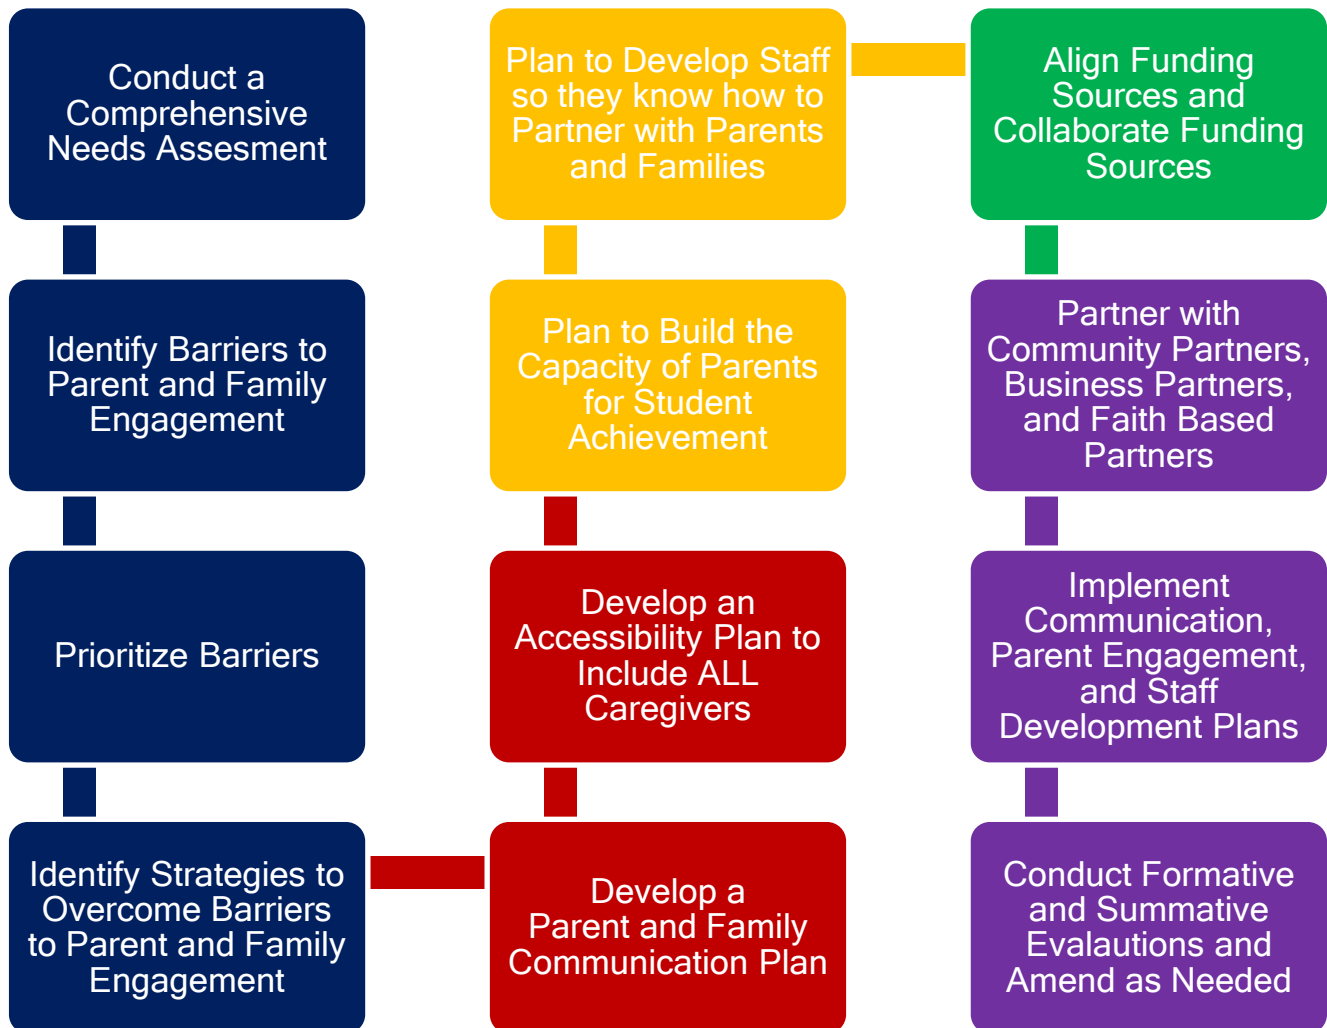 Conduct a
Comprehensive
Needs Assesment
Identify Barriers to
Parent and Family
Engagement
Prioritize Barriers
Identify Strategies to
Overcome Barriers
to Parent and Family
Engagement
Develop a
Parent and Family
Communication Plan
Develop an
Accessibility Plan to
Include ALL
Caregivers
Plan to Build the
Capacity of Parents
for Student
Achievement
Plan to Develop Staff
so they know how to
Partner with Parents
and Families
Align Funding
Sources and
Collaborate Funding
Sources
Partner with
Community Partners,
Business Partners,
and Faith Based
Partners
Implement
Communication,
Parent Engagement,
and Staff
Development Plans
Conduct Formative
and Summative
Evalautions and
Amend as Needed